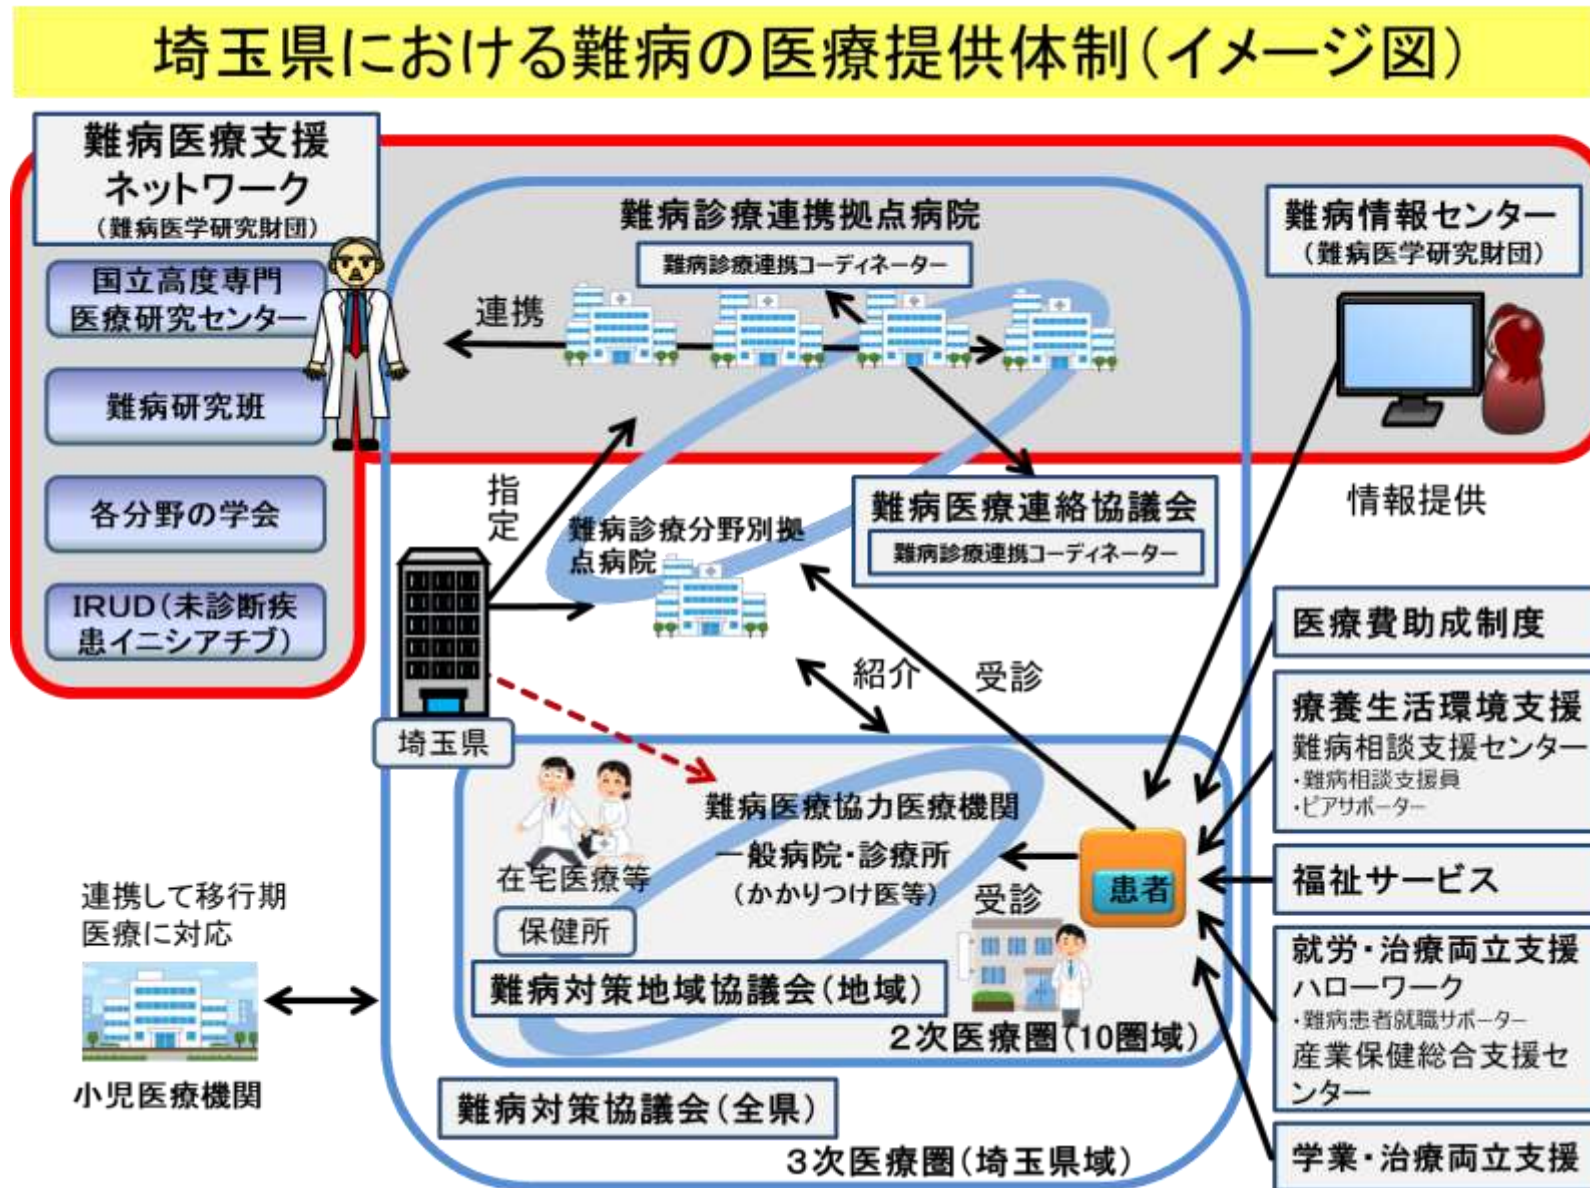 埼玉県における難病の医療提供体制(イメージ図)
難病医療支援
ネットワーク
(難病医学研究財団)
国立高度専門
医療研究センター
難病研究班
各分野の学会
IRUD(未診断疾
患イニシアチブ)
難病診療連携拠点病院
難病診療連携コーディネーター
連携
難病情報センター
(難病医学研究財団)
情報提供
指定
難病診療分野別拠
点病院
難病医療連絡協議会
難病診療連携コーディネーター
埼玉県
紹介
受診
難病医療協力医療機関
一般病院・診療所
(かかりつけ医等)
在宅医療等
保健所
受診
患者
難病対策地域協議会(地域)
2次医療圏(10圏域)
難病対策協議会(全県)
3次医療圏(埼玉県域)
連携して移行期
医療に対応
小児医療機関
医療費助成制度
療養生活環境支援
難病相談支援センター
・難病相談支援員
・ピアサポーター
福祉サービス
就労・治療両立支援
ハローワーク
・難病患者就職サポーター
産業保健総合支援セ
ンター
学業・治療両立支援